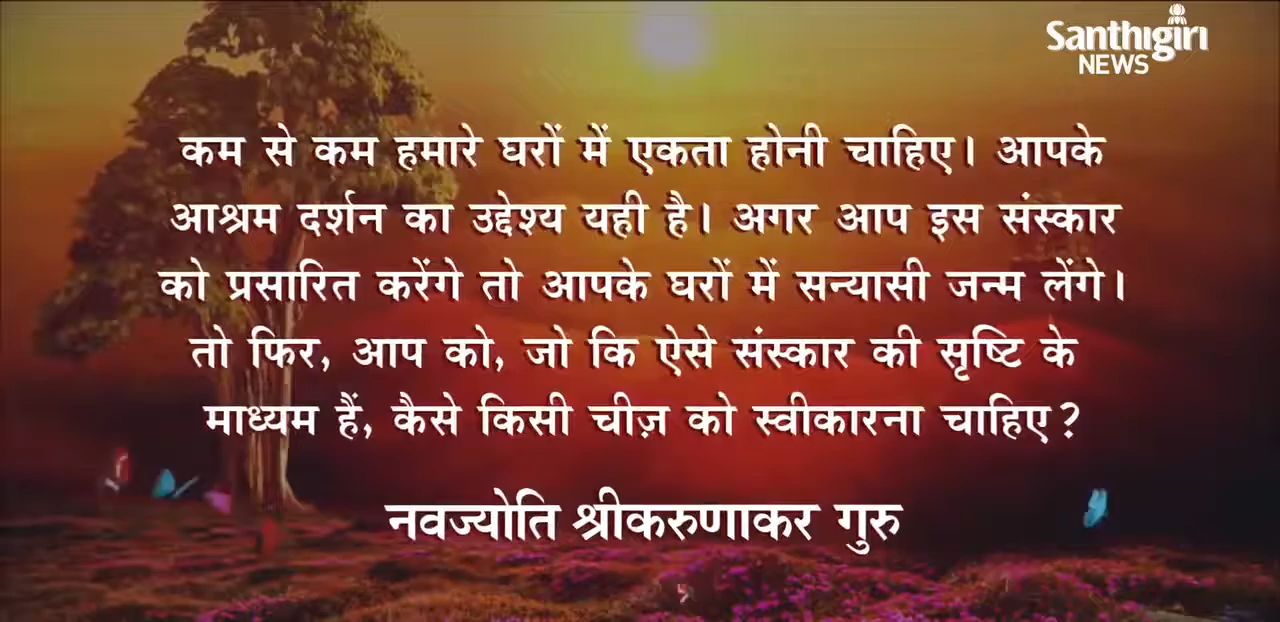 Santhigiri
NEWS
कम से कम हमारे घरों में एकता होनी चाहिए। आपके
आश्रम दर्शन का उद्देश्य यही है। अगर आप इस संस्कार
को प्रसारित करेंगे तो आपके घरों में सन्यासी जन्म लेंगे।
तो फिर, आप को, जो कि ऐसे संस्कार की सृष्टि के
माध्यम हैं, कैसे किसी चीज़ को स्वीकारना चाहिए?
नवज्योति श्रीकरुणाकर गुरु